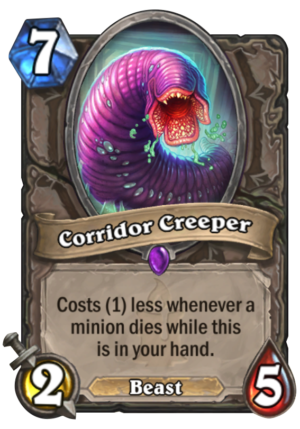 7
Corridor Creeper
Costs (1) less whenever a
minion dies while this
is in your hand.
2
Beast
5